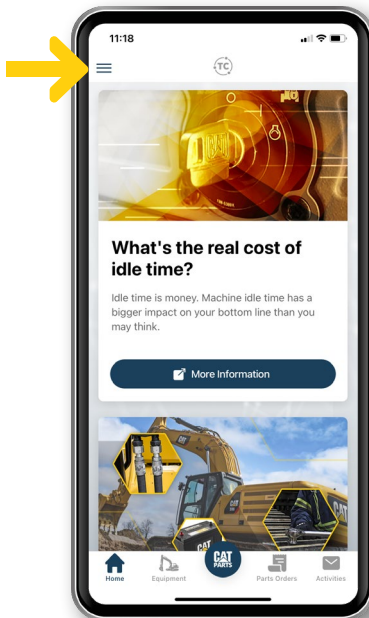 11:18
TC
What's the real cost of
idle time?
Idle time is money. Machine idle time has a
bigger impact on your bottom line than you
may think.
More Information
CAT
CAT
PARTS
Home
Equipment
Parts Orders
Activities